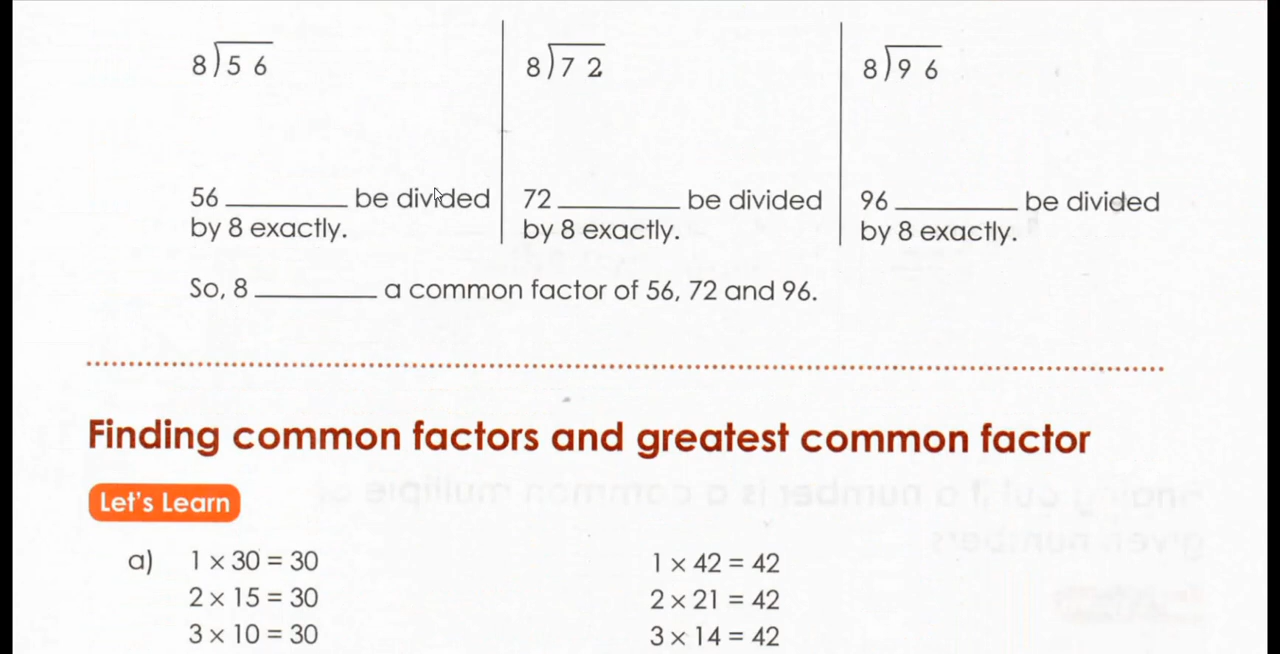 8)56
8)72
8)96
56 ________ be divided
by 8 exactly.
72 ________ be divided
by 8 exactly.
96 ________ be divided
by 8 exactly.
So, 8 ________ a common factor of 56, 72 and 96.
Finding common factors and greatest common factor
Let's Learn
a) 1 × 30 = 30
2 × 15 = 30
3 × 10 = 30
1 × 42 = 42
2 × 21 = 42
3 × 14 = 42